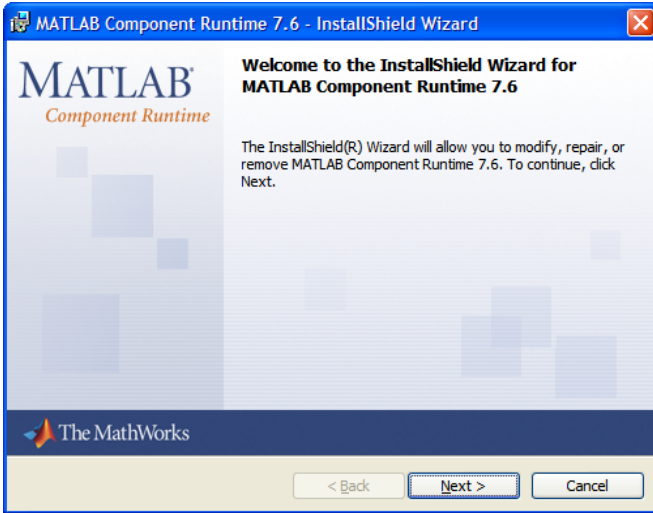 MATLAB Component Runtime 7.6 - InstallShield Wizard
MATLAB®
Component Runtime
Welcome to the InstallShield Wizard for
MATLAB Component Runtime 7.6
The InstallShield(R) Wizard will allow you to modify, repair, or
remove MATLAB Component Runtime 7.6. To continue, click
Next.
The MathWorks
< Back
Next >
Cancel